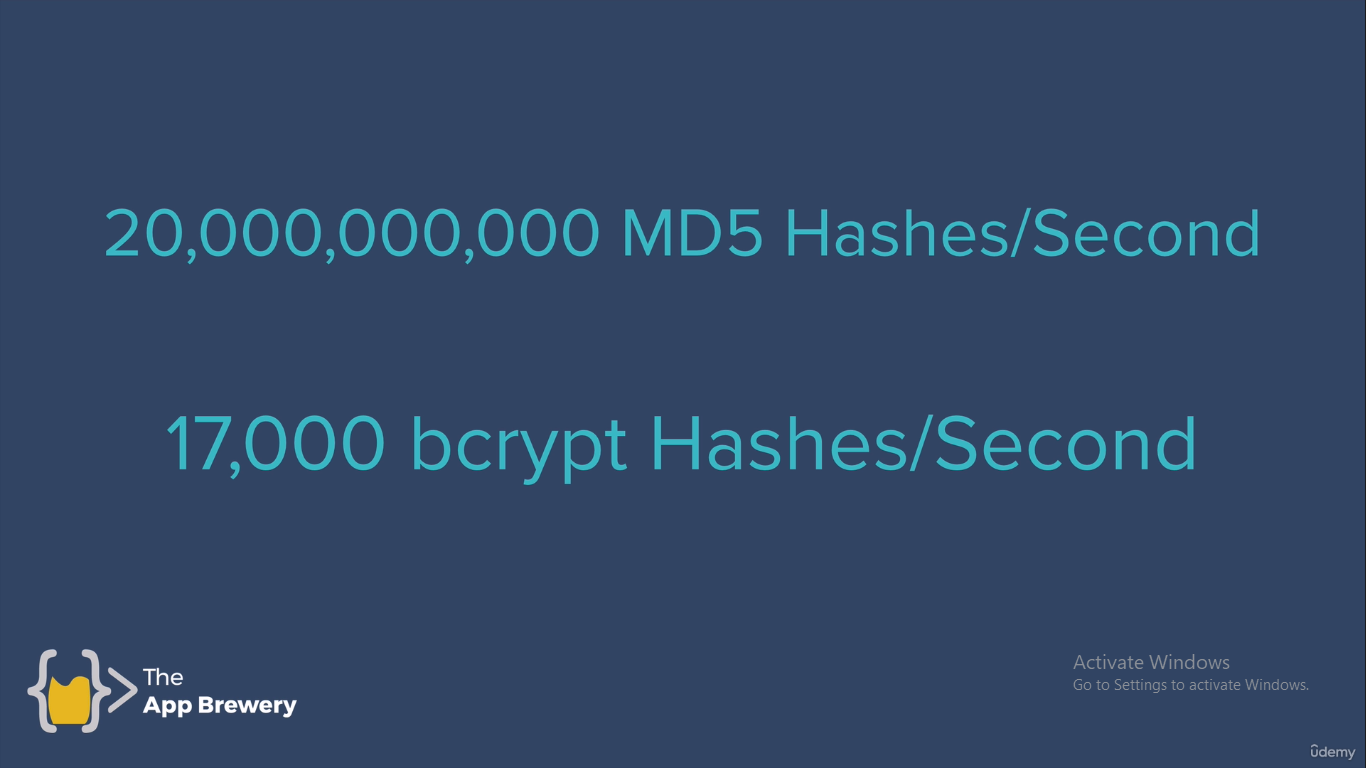 20,000,000,000 MD5 Hashes/Second
17,000 bcrypt Hashes/Second
The
App Brewery
Activate Windows
Go to Settings to activate Windows.
ûdemy